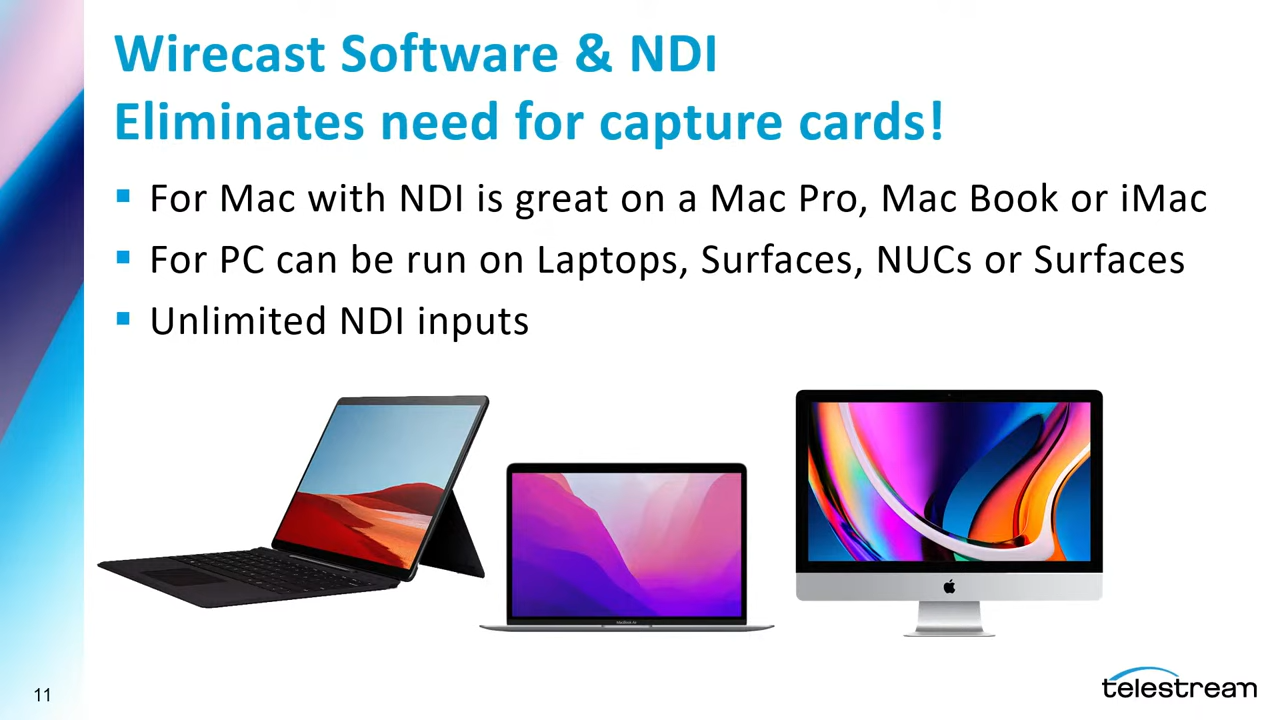 Wirecast Software & NDI
Eliminates need for capture cards!
For Mac with NDI is great on a Mac Pro, Mac Book or iMac
For PC can be run on Laptops, Surfaces, NUCs or Surfaces
Unlimited NDI inputs
11
telestream